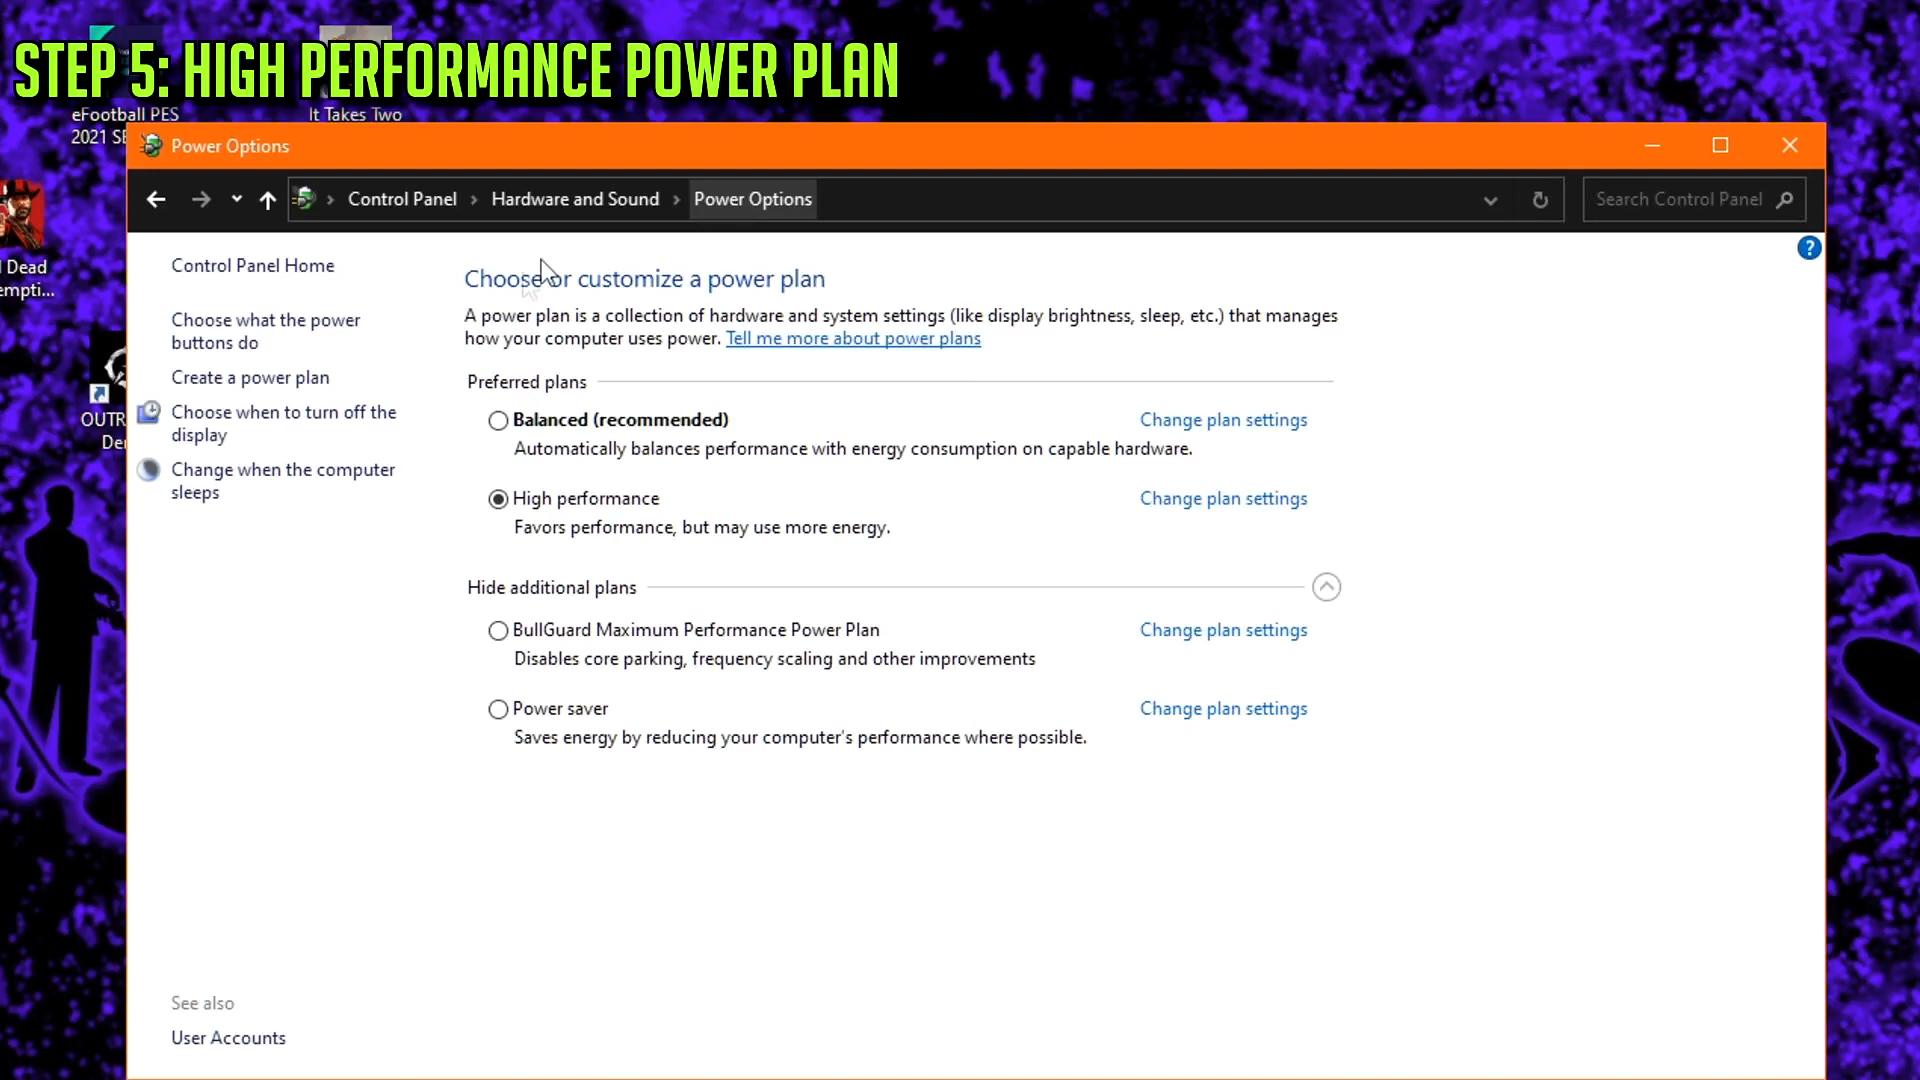 STEP 5: HIGH PERFORMANCE POWER PLAN
eFootball PES
2021 SE
It Takes Two
Dead
empti...
OUTR
Der
Power Options
Control Panel
Hardware and Sound
Power Options
Search Control Panel
Control Panel Home
Choose what the power
buttons do
Create a power plan
Choose when to turn off the
display
Change when the computer
sleeps
See also
User Accounts
Choose or customize a power plan
A power plan is a collection of hardware and system settings (like display brightness, sleep, etc.) that manages
how your computer uses power. Tell me more about power plans
Preferred plans
Balanced (recommended)
Change plan settings
Automatically balances performance with energy consumption on capable hardware.
High performance
Change plan settings
Favors performance, but may use more energy.
Hide additional plans
BullGuard Maximum Performance Power Plan
Change plan settings
Disables core parking, frequency scaling and other improvements
Power saver
Change plan settings
Saves energy by reducing your computer's performance where possible.